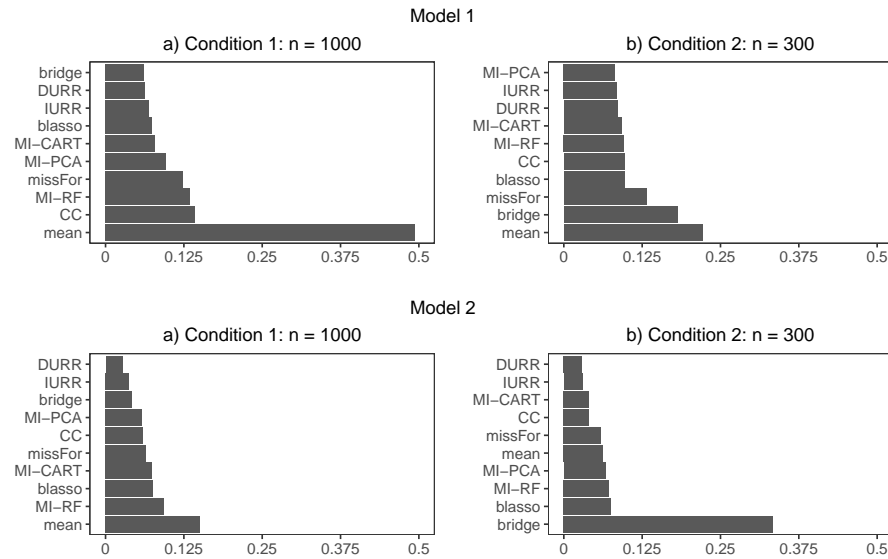 Model 1
a) Condition 1: n = 1000
bridge
DURR
IURR
blasso
MI−CART
MI−PCA
missFor
MI−RF
CC
mean
0 0.125 0.25 0.375 0.5
b) Condition 2: n = 300
MI−PCA
IURR
DURR
MI−CART
MI−RF
CC
blasso
missFor
bridge
mean
0 0.125 0.25 0.375 0.5
Model 2
a) Condition 1: n = 1000
DURR
IURR
bridge
MI−PCA
CC
missFor
MI−CART
blasso
MI−RF
mean
0 0.125 0.25 0.375 0.5
b) Condition 2: n = 300
DURR
IURR
MI−CART
CC
missFor
mean
MI−PCA
MI−RF
blasso
bridge
0 0.125 0.25 0.375 0.5